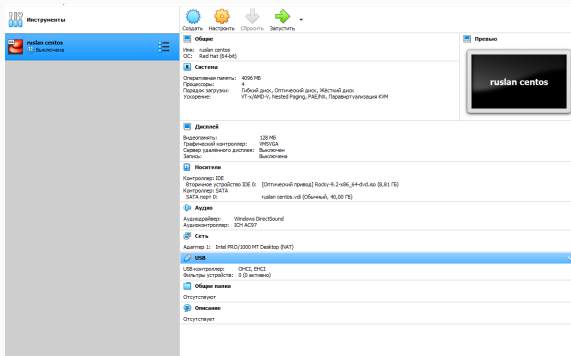 Инструменты
Создать Настроить Сбросить Запустить
ruslan centos
Выключена
Общие
Имя: ruslan centos
ОС: Red Hat (64-bit)
Система
Оперативная память: 4096 МБ
Процессоры: 4
Порядок загрузки: Гибкий диск, Оптический диск, Жёсткий диск
Ускорение: VT-x/AMD-V, Nested Paging, PAE/NX, Паравиртуализация KVM
Превью
ruslan centos
Дисплей
Видеопамять: 128 МБ
Графический контроллер: VMSVGA
Сервер удалённого дисплея: Выключен
Запись: Выключена
Носители
Контроллер: IDE
Вторичное устройство IDE 0: [Оптический привод] Rocky-9.2-x86_64-dvd.iso (8,81 ГБ)
Контроллер: SATA
SATA порт 0: ruslan centos.vdi (Обычный, 40,00 ГБ)
Аудио
Аудиодрайвер: Windows DirectSound
Аудиоконтроллер: ICH AC97
Сеть
Адаптер 1: Intel PRO/1000 MT Desktop (NAT)
USB
USB-контроллер: OHCI, EHCI
Фильтры устройств: 0 (0 активно)
Общие папки
Отсутствуют
Описание
Отсутствует